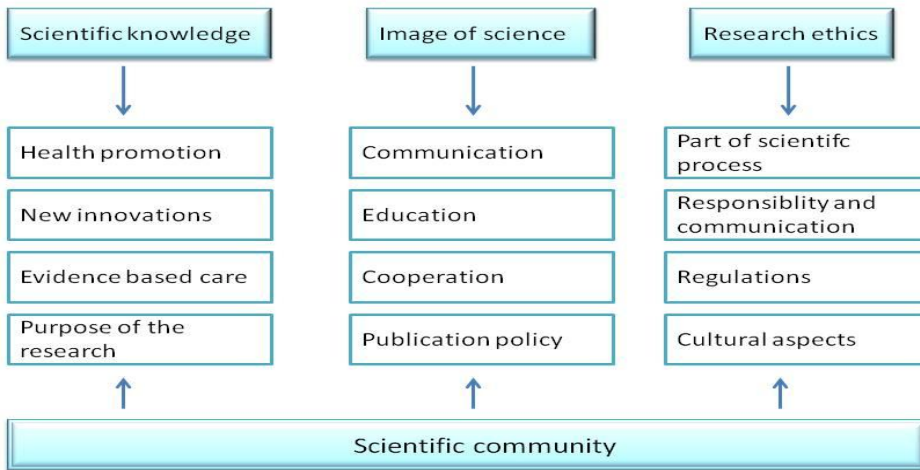 Scientific knowledge
Health promotion
New innovations
Evidence based care
Purpose of the
research
Image of science
Communication
Education
Cooperation
Publication policy
Research ethics
Part of scientifc
process
Responsiblity and
communication
Regulations
Cultural aspects
Scientific community